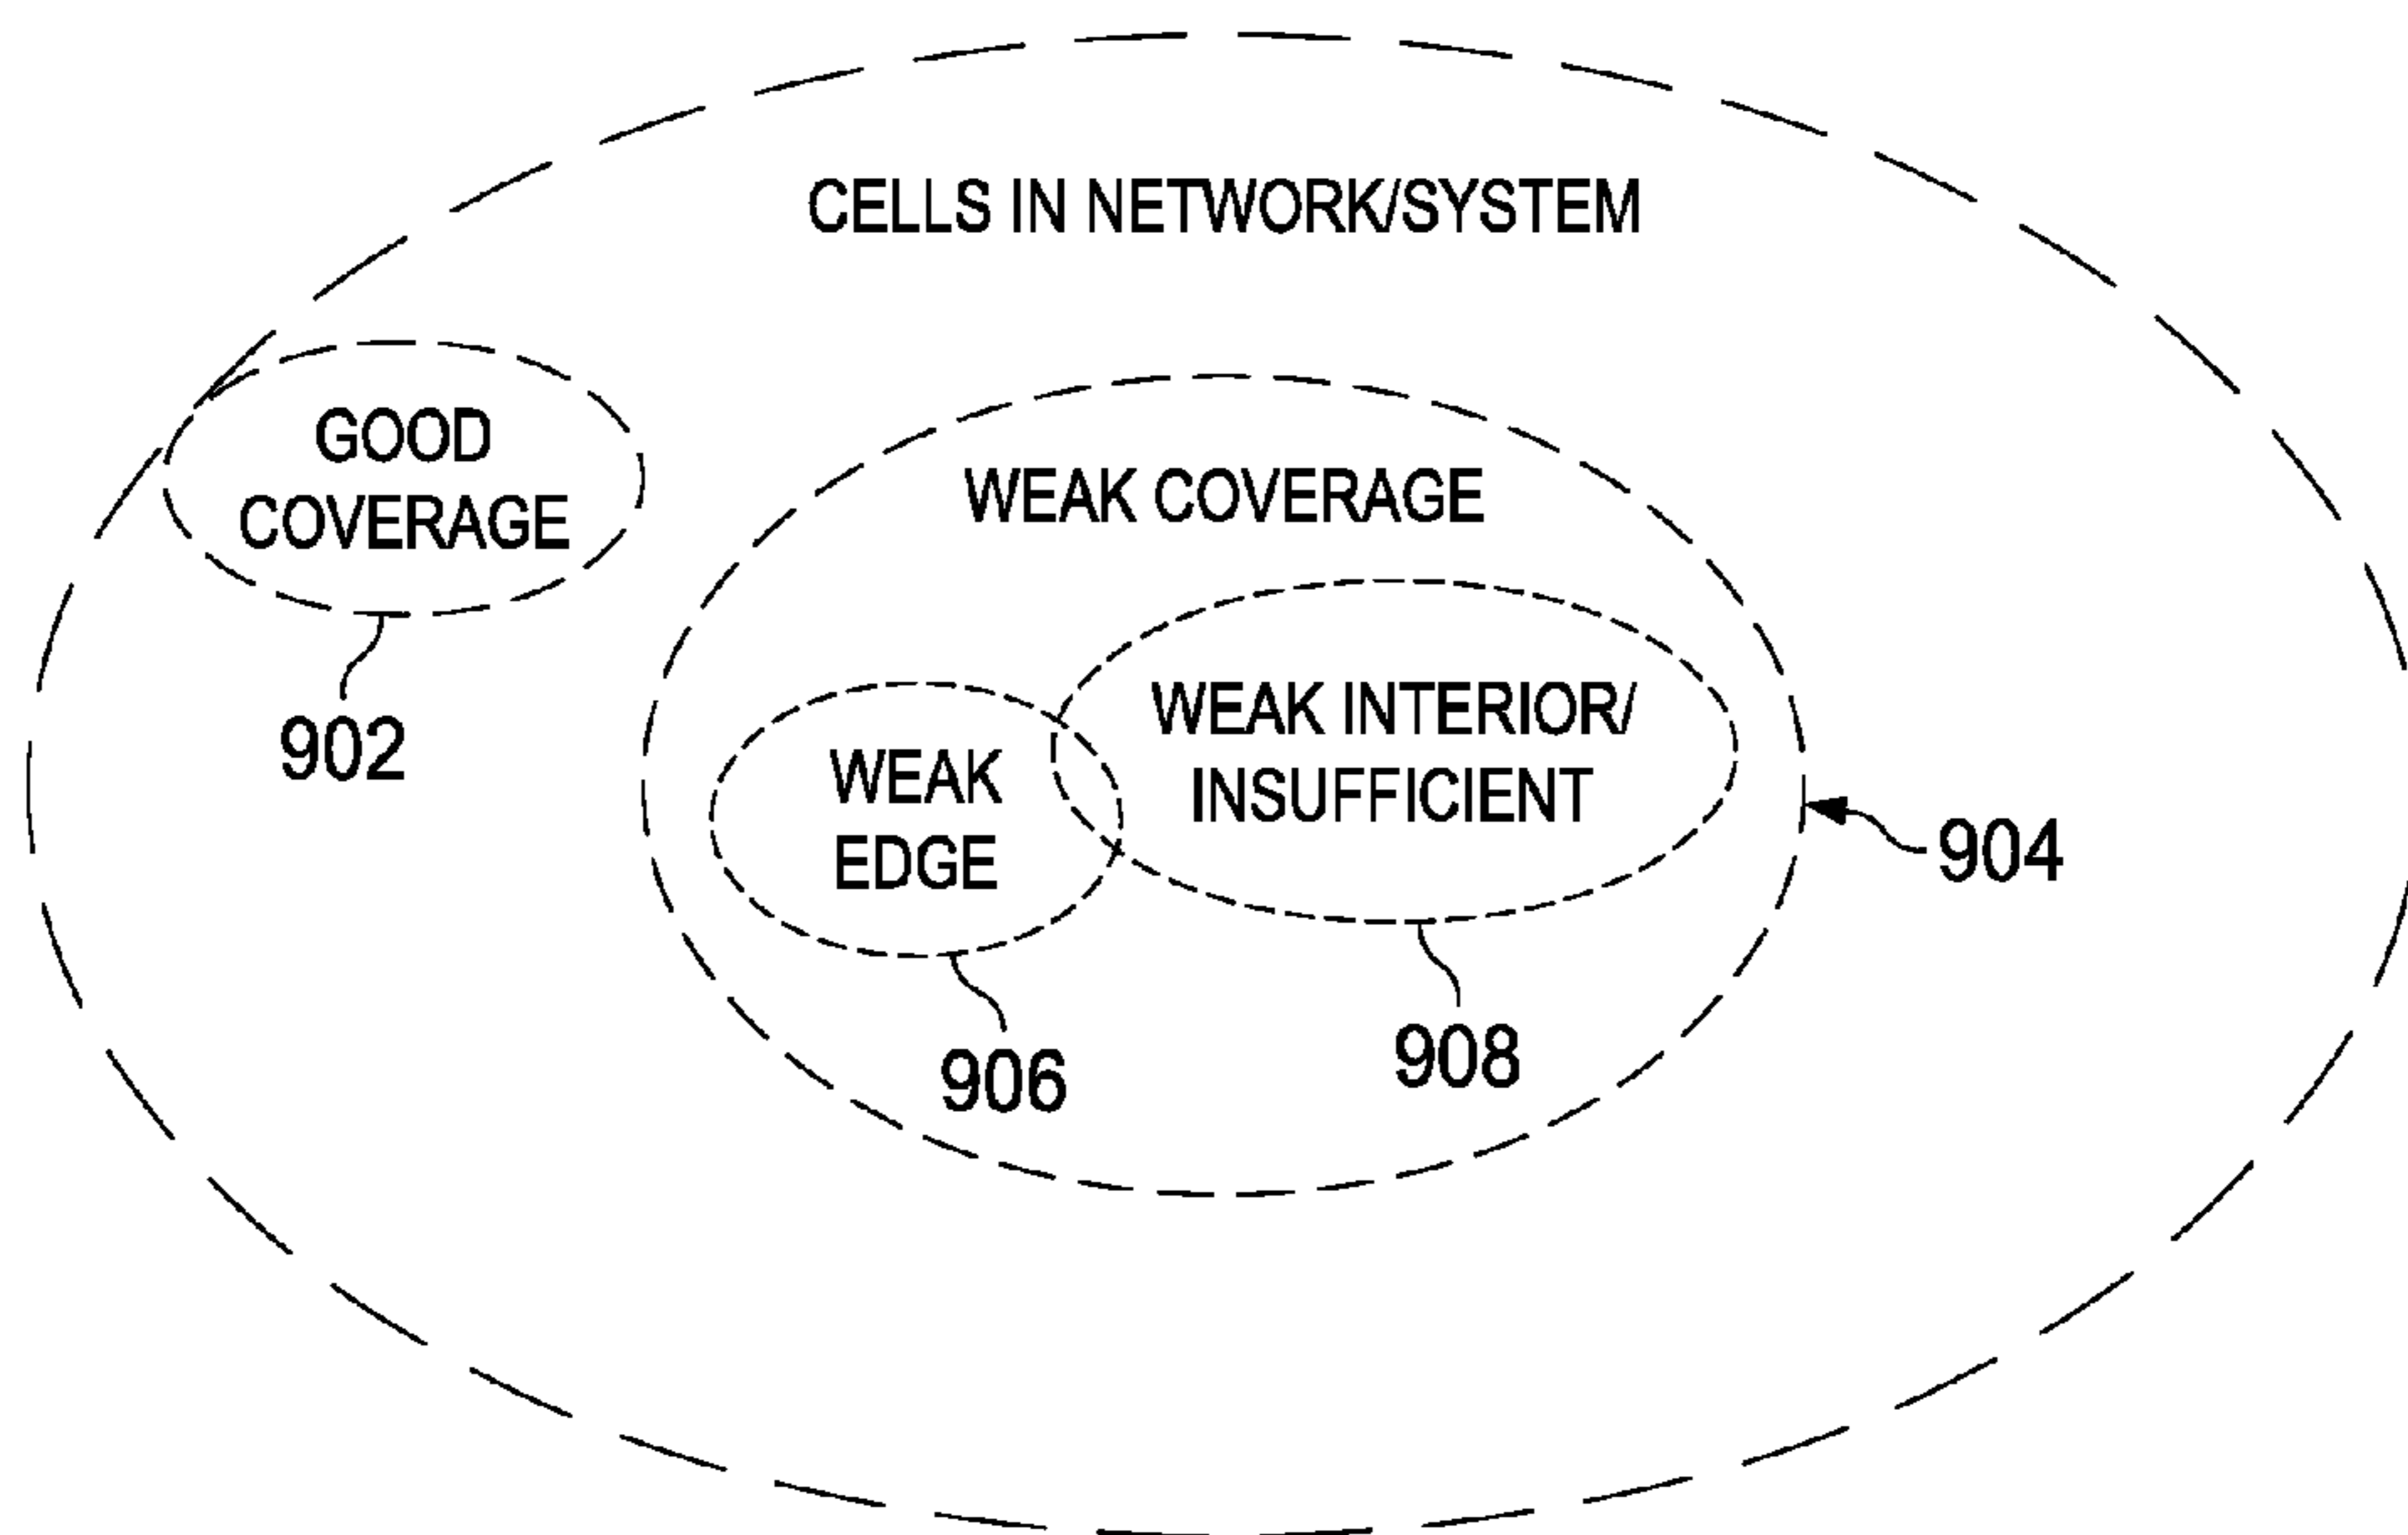 CELLS IN NETWORK/SYSTEM
GOOD
COVERAGE
902
WEAK COVERAGE
WEAK INTERIOR/
INSUFFICIENT
WEAK
EDGE
904
906
908